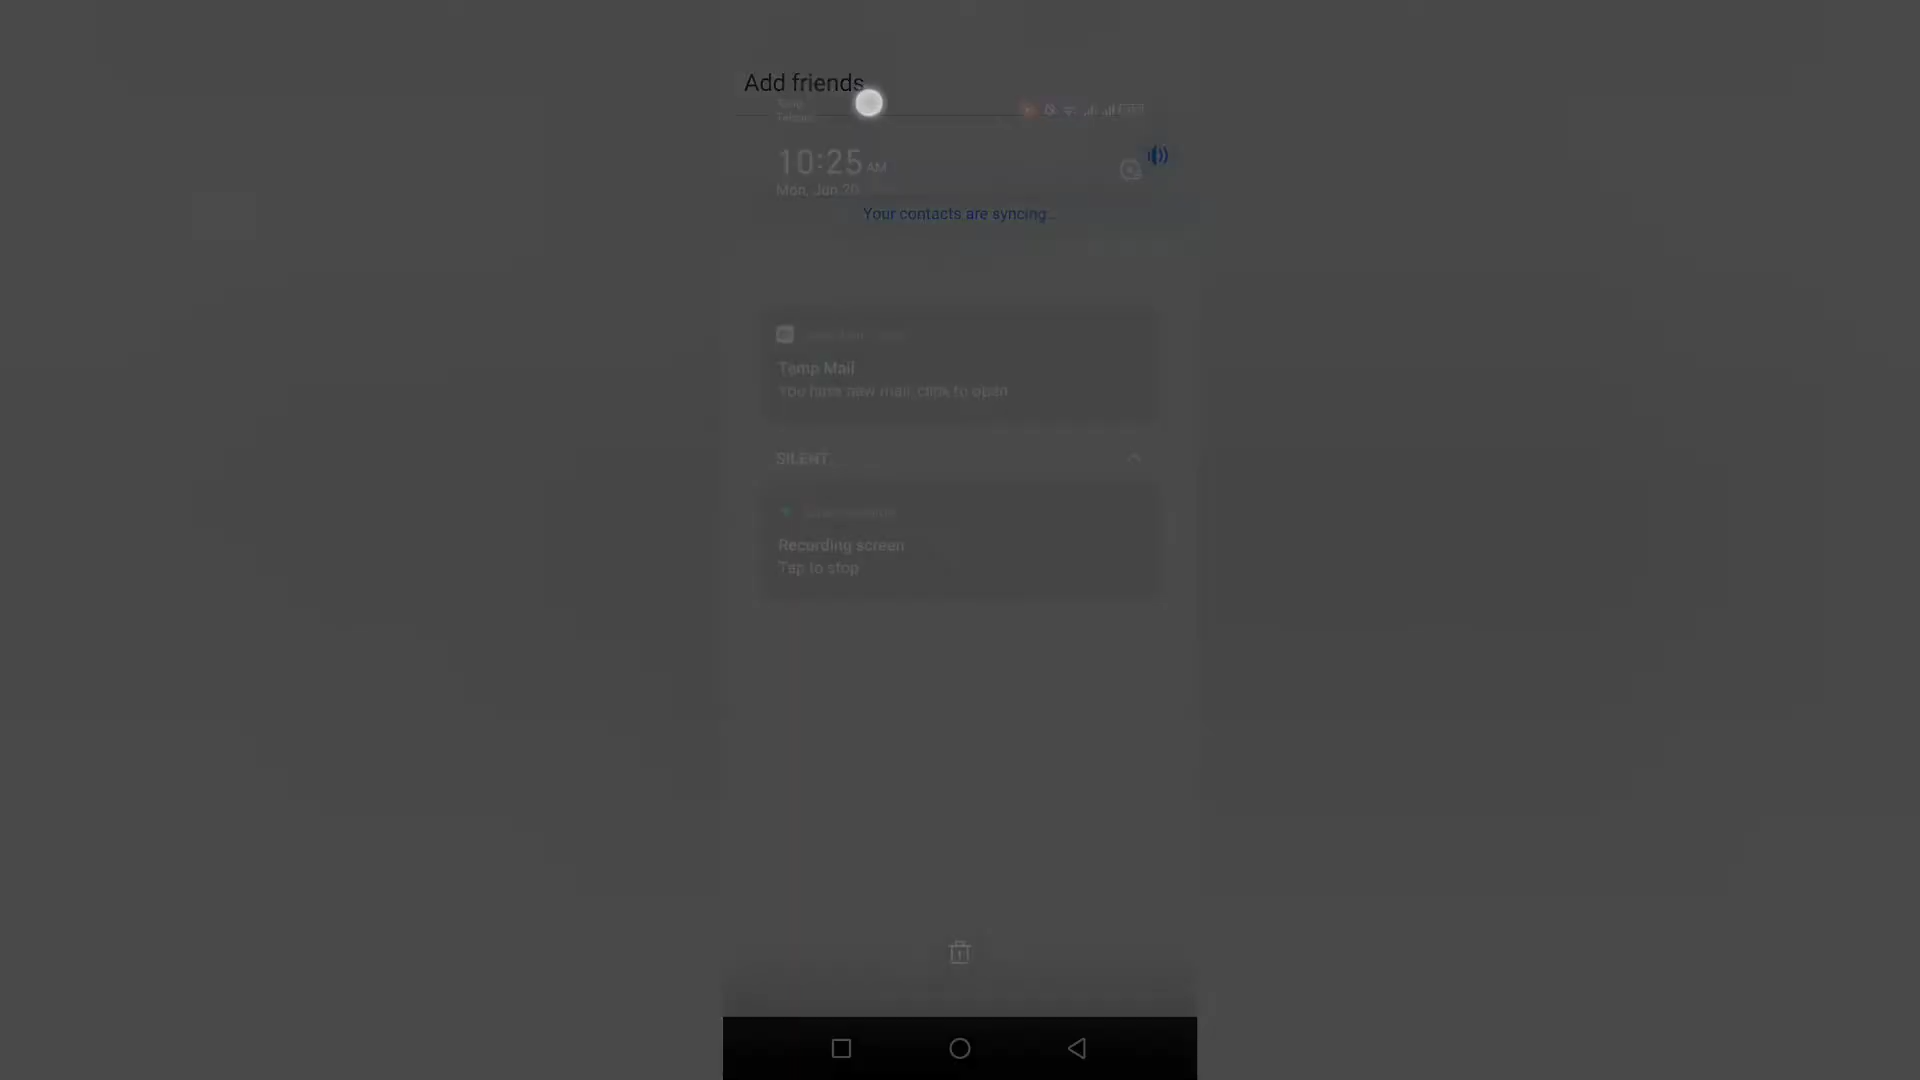 Add friends
10:25 AM
Mon, Jun 20
Your contacts are syncing...
Temp Mail
You have new mail, click to open
SILENT
Recording screen
Tap to stop